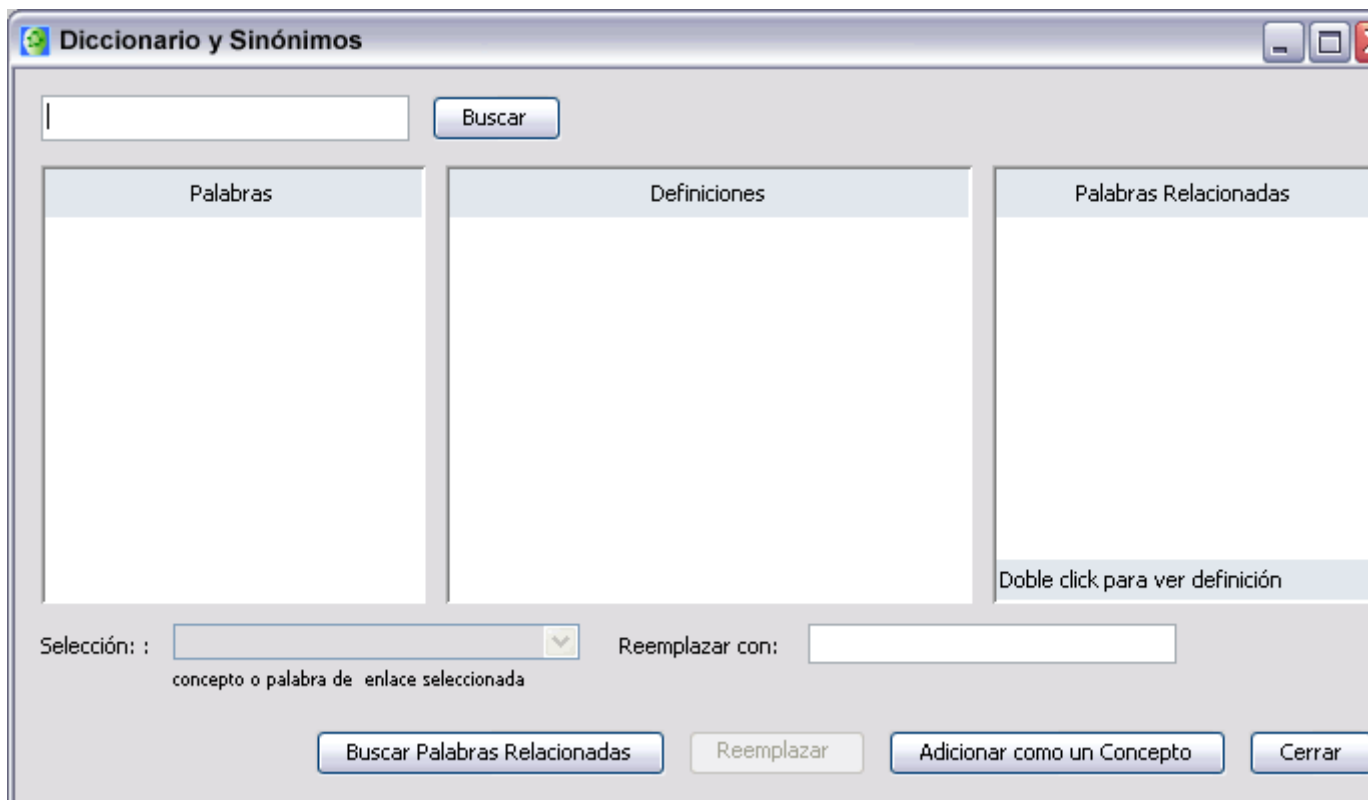 Diccionario y Sinónimos
Buscar
Palabras
Definiciones
Palabras Relacionadas
Doble click para ver definición
Selección: :
Reemplazar con:
concepto o palabra de enlace seleccionada
Buscar Palabras Relacionadas
Reemplazar
Adicionar como un Concepto
Cerrar